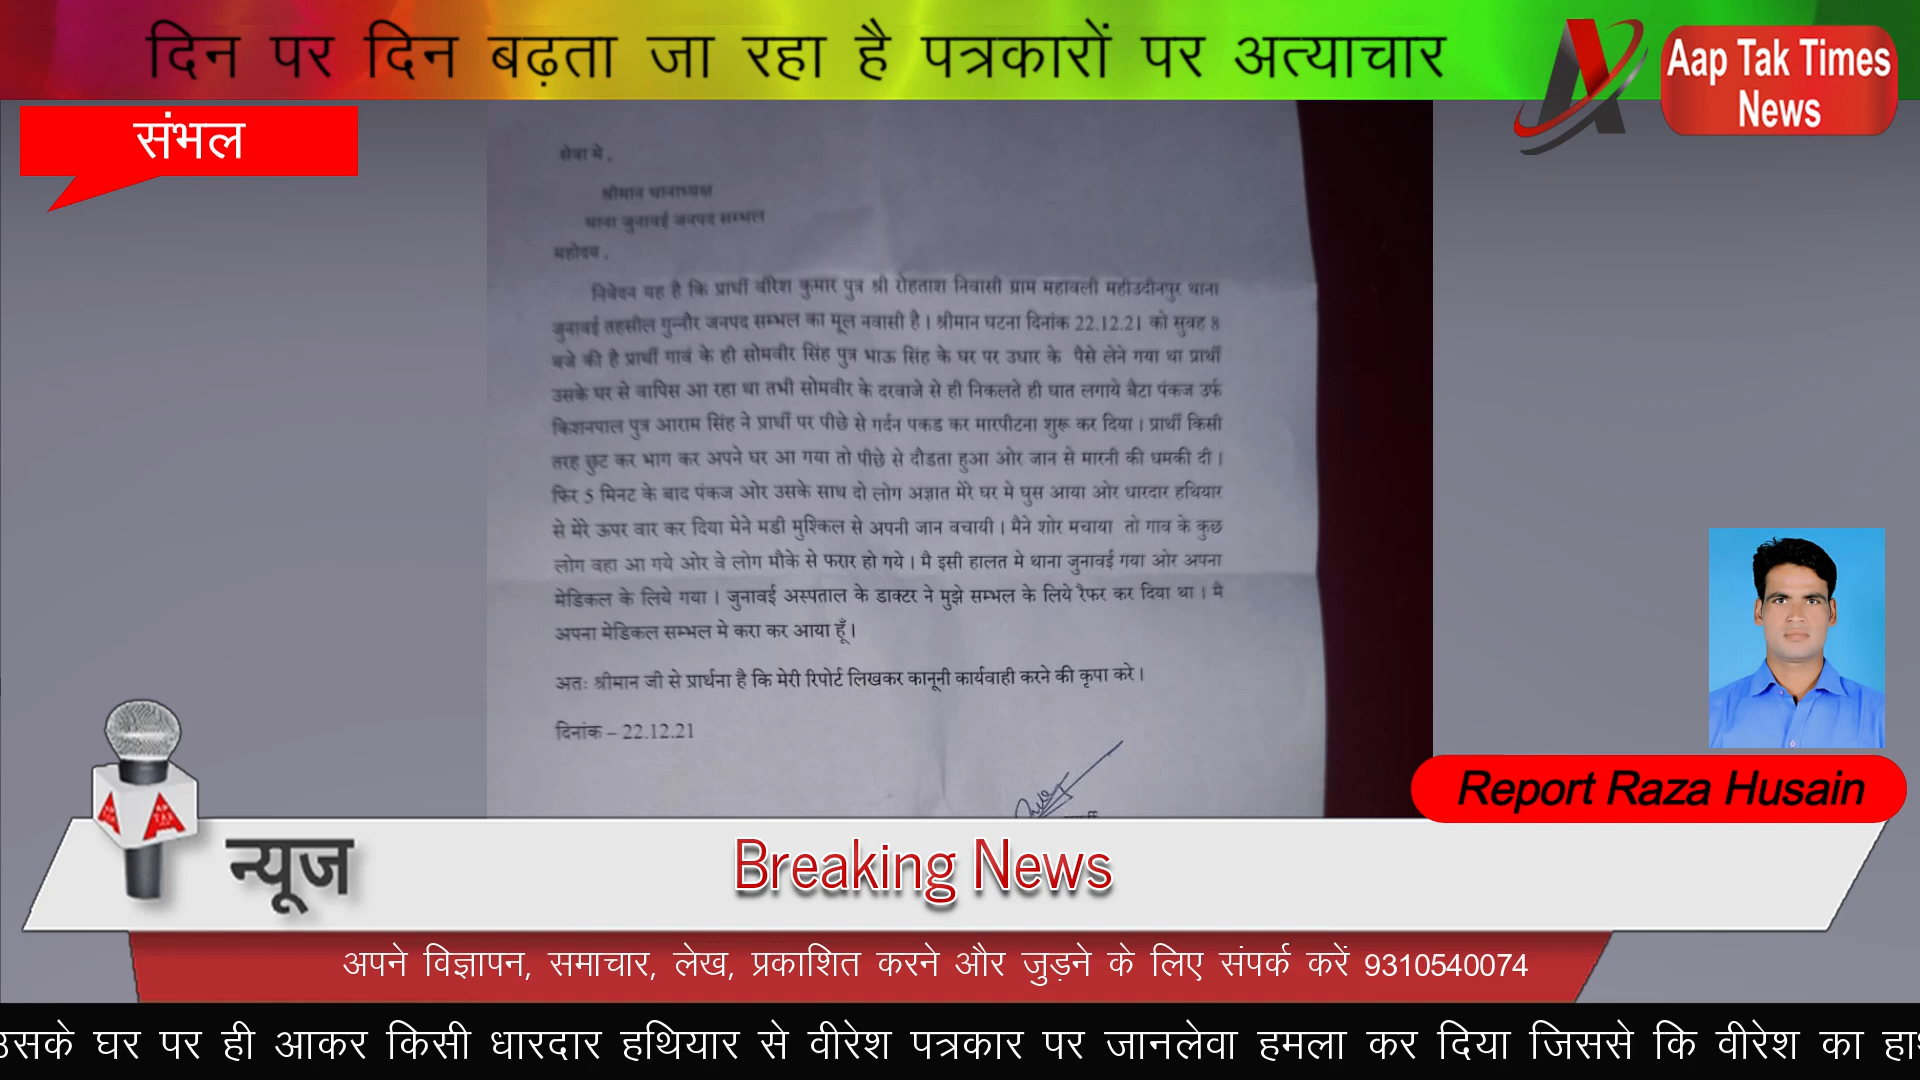 दिन पर दिन बढ़ता जा रहा है पत्रकारों पर अत्याचार
Aap Tak Times
News
संभल
सेवा मे ,
श्रीमान थानाध्यक्ष
थाना जुनावई जनपद सम्भल
महोदय ,
निवेदन यह है कि प्रार्थी वीरेश कुमार पुत्र श्री रोहताश निवासी ग्राम महावली महीउदीनपुर थाना
जुनावई तहसील गुन्नौर जनपद सम्भल का मूल नवासी है । श्रीमान घटना दिनांक 22.12.21 को सुवह 8
बजे की है प्रार्थी गावं के ही सोमवीर सिंह पुत्र भाऊ सिंह के घर पर उधार के पैसे लेने गया था प्रार्थी
उसके घर से वापिस आ रहा था तभी सोमवीर के दरवाजे से ही निकलते ही घात लगाये बैटा पंकज उर्फ
किशनपाल पुत्र आराम सिंह ने प्रार्थी पर पीछे से गर्दन पकड कर मारपीटना शुरू कर दिया । प्रार्थी किसी
तरह छुट कर भाग कर अपने घर आ गया तो पीछे से दौडता हुआ ओर जान से मारनी की धमकी दी ।
फिर 5 मिनट के बाद पंकज ओर उसके साथ दो लोग अज्ञात मेरे घर मे घुस आया ओर धारदार हथियार
से मेरे ऊपर वार कर दिया मेने मडी मुश्किल से अपनी जान वचायी । मैने शोर मचाया तो गाव के कुछ
लोग वहा आ गये ओर वे लोग मौके से फरार हो गये । मै इसी हालत मे थाना जुनावई गया ओर अपना
मेडिकल के लिये गया । जुनावई अस्पताल के डाक्टर ने मुझे सम्भल के लिये रैफर कर दिया था । मै
अपना मेडिकल सम्भल मे करा कर आया हूँ ।
अतः श्रीमान जी से प्रार्थना है कि मेरी रिपोर्ट लिखकर कानूनी कार्यवाही करने की कृपा करे ।
दिनांक – 22.12.21
Report Raza Husain
न्यूज
Breaking News
अपने विज्ञापन, समाचार, लेख, प्रकाशित करने और जुड़ने के लिए संपर्क करें 9310540074
उसके घर पर ही आकर किसी धारदार हथियार से वीरेश पत्रकार पर जानलेवा हमला कर दिया जिससे कि वीरेश का